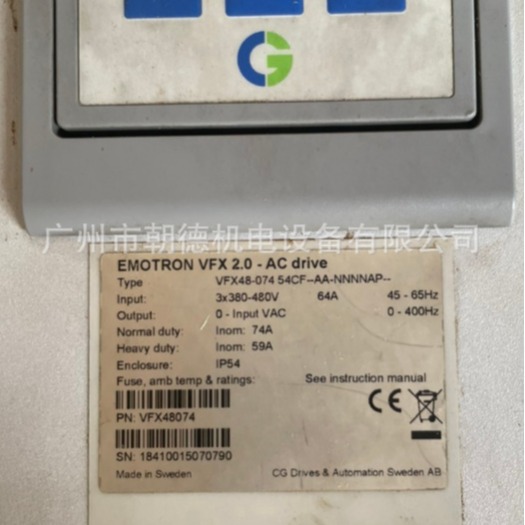 广州市朝德机电设备有限公司
EMOTRON VFX 2.0 - AC drive
Type VFX48-074 54CF--AA-NNNNAP--
Input: 3x380-480V 64A 45 - 65Hz
Output: 0 - Input VAC 0 - 400Hz
Normal duty: Inom: 74A
Heavy duty: Inom: 59A
Enclosure: IP54
Fuse, amb temp & ratings: See instruction manual
PN: VFX48074
SN: 18410015070790
Made in Sweden CG Drives & Automation Sweden AB